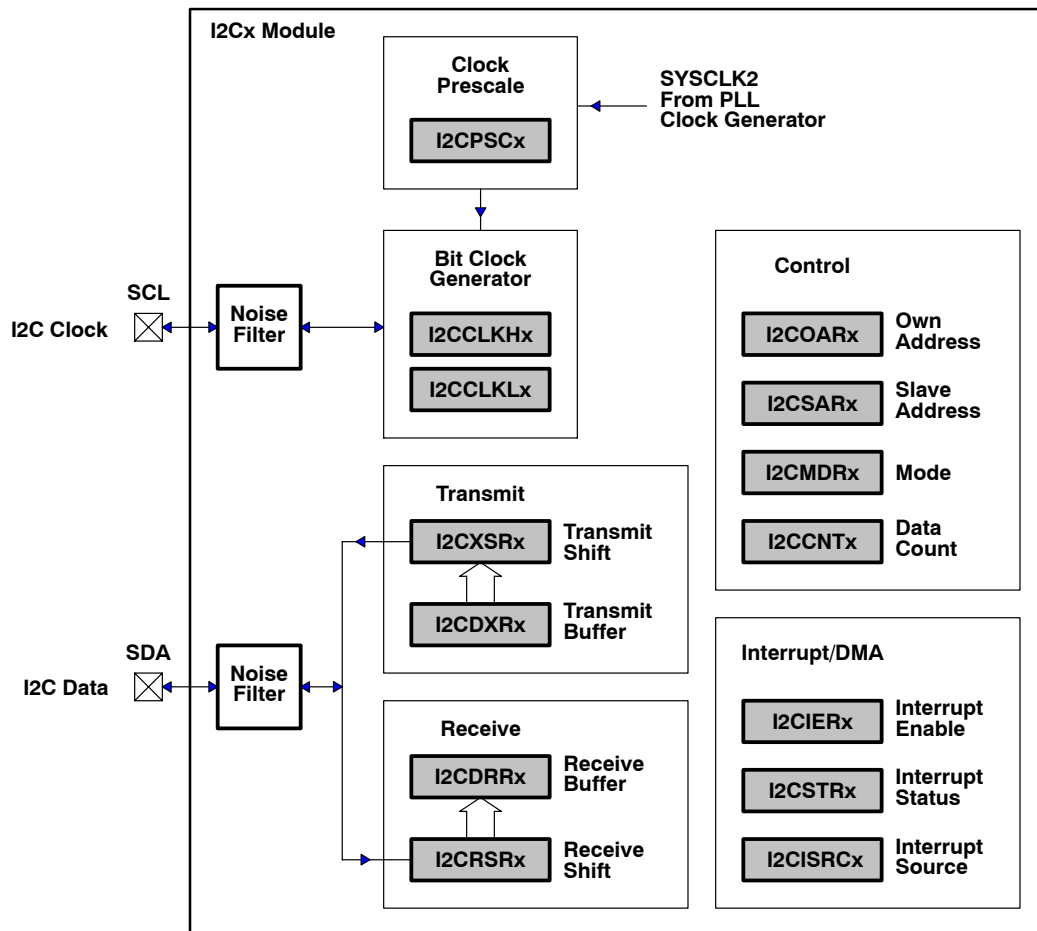 I2Cx Module
Clock
Prescale
I2CPSCx
SYSCLK2
From PLL
Clock Generator
Bit Clock
Generator
I2CCLKHx
I2CCLKLx
SCL
I2C Clock
Noise
Filter
Control
I2COARx
Own
Address
I2CSARx
Slave
Address
I2CMDRx
Mode
I2CCNTx
Data
Count
Transmit
I2CXSRx
Transmit
Shift
I2CDXRx
Transmit
Buffer
SDA
I2C Data
Noise
Filter
Receive
I2CDRRx
Receive
Buffer
I2CRSRx
Receive
Shift
Interrupt/DMA
I2CIERx
Interrupt
Enable
I2CSTRx
Interrupt
Status
I2CISRCx
Interrupt
Source